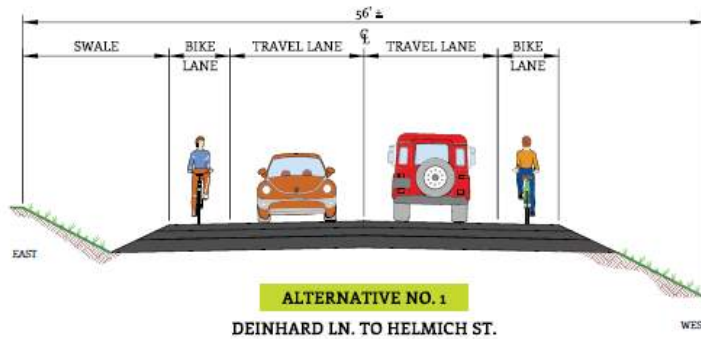 56' ±
℄
SWALE
BIKE LANE
TRAVEL LANE
TRAVEL LANE
BIKE LANE
EAST
WES
ALTERNATIVE NO. 1
DEINHARD LN. TO HELMICH ST.